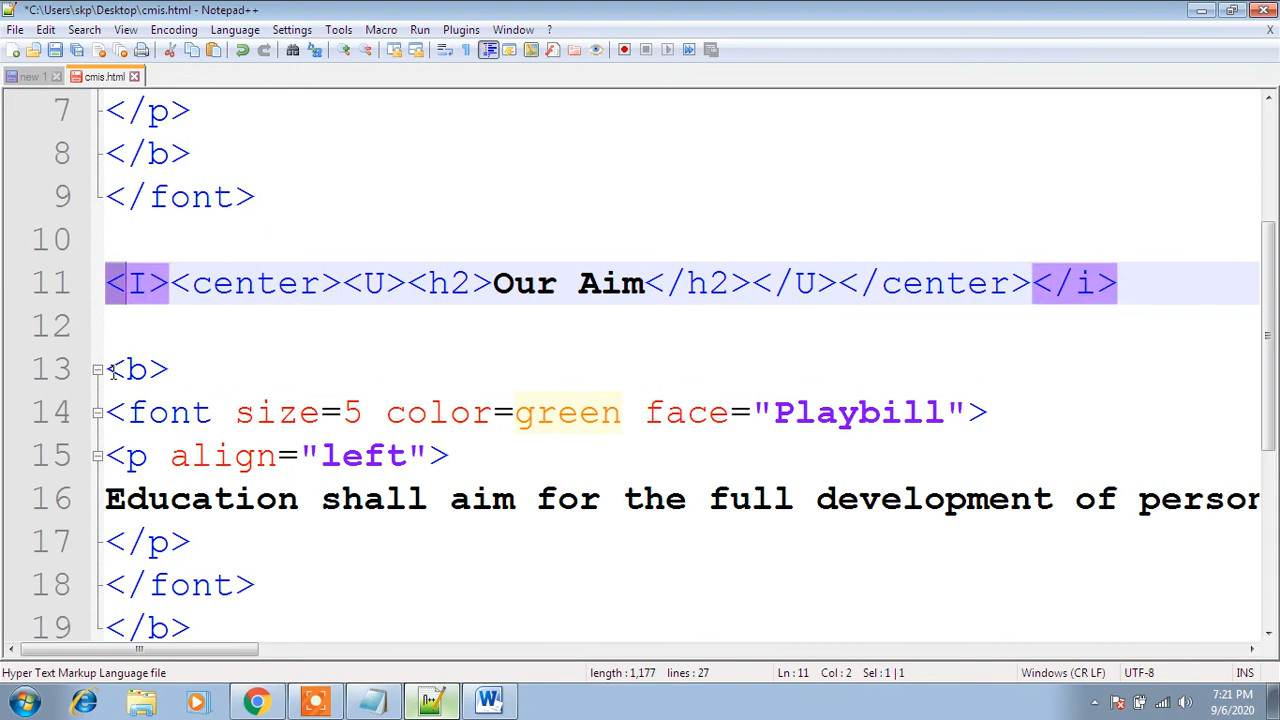 *C:\Users\skp\Desktop\cmis.html - Notepad++
File Edit Search View Encoding Language Settings Tools Macro Run Plugins Window ? X
new 1 cmis.html
7 </p>
8 </b>
9 </font>
10
11 <I><center><U><h2>Our Aim</h2></U></center></i>
12
13 <b>
14 <font size=5 color=green face="Playbill">
15 <p align="left">
16 Education shall aim for the full development of person
17 </p>
18 </font>
19 </b>
Hyper Text Markup Language file length : 1,177 lines : 27 Ln : 11 Col : 2 Sel : 1 | 1 Windows (CR LF) UTF-8 INS
7:21 PM
9/6/2020